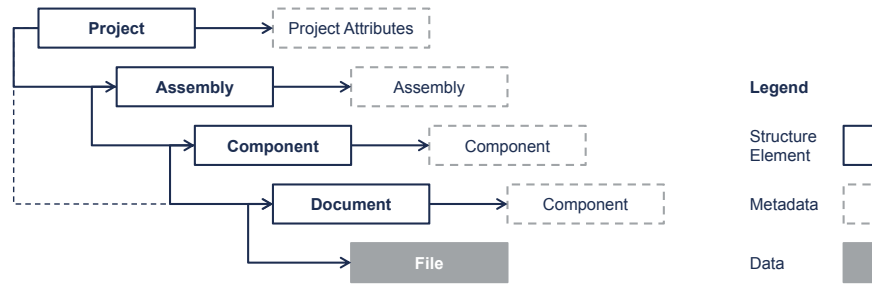 Project
Project Attributes
Assembly
Assembly
Legend
Component
Component
Structure
Element
Document
Component
Metadata
File
Data